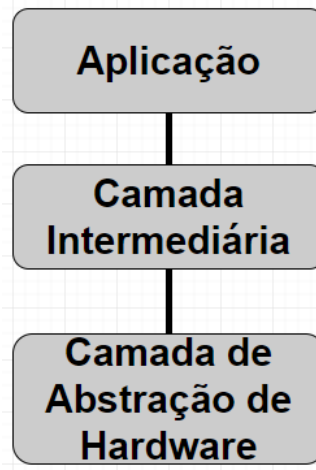 Aplicação
Camada
Intermediária
Camada de
Abstração de
Hardware